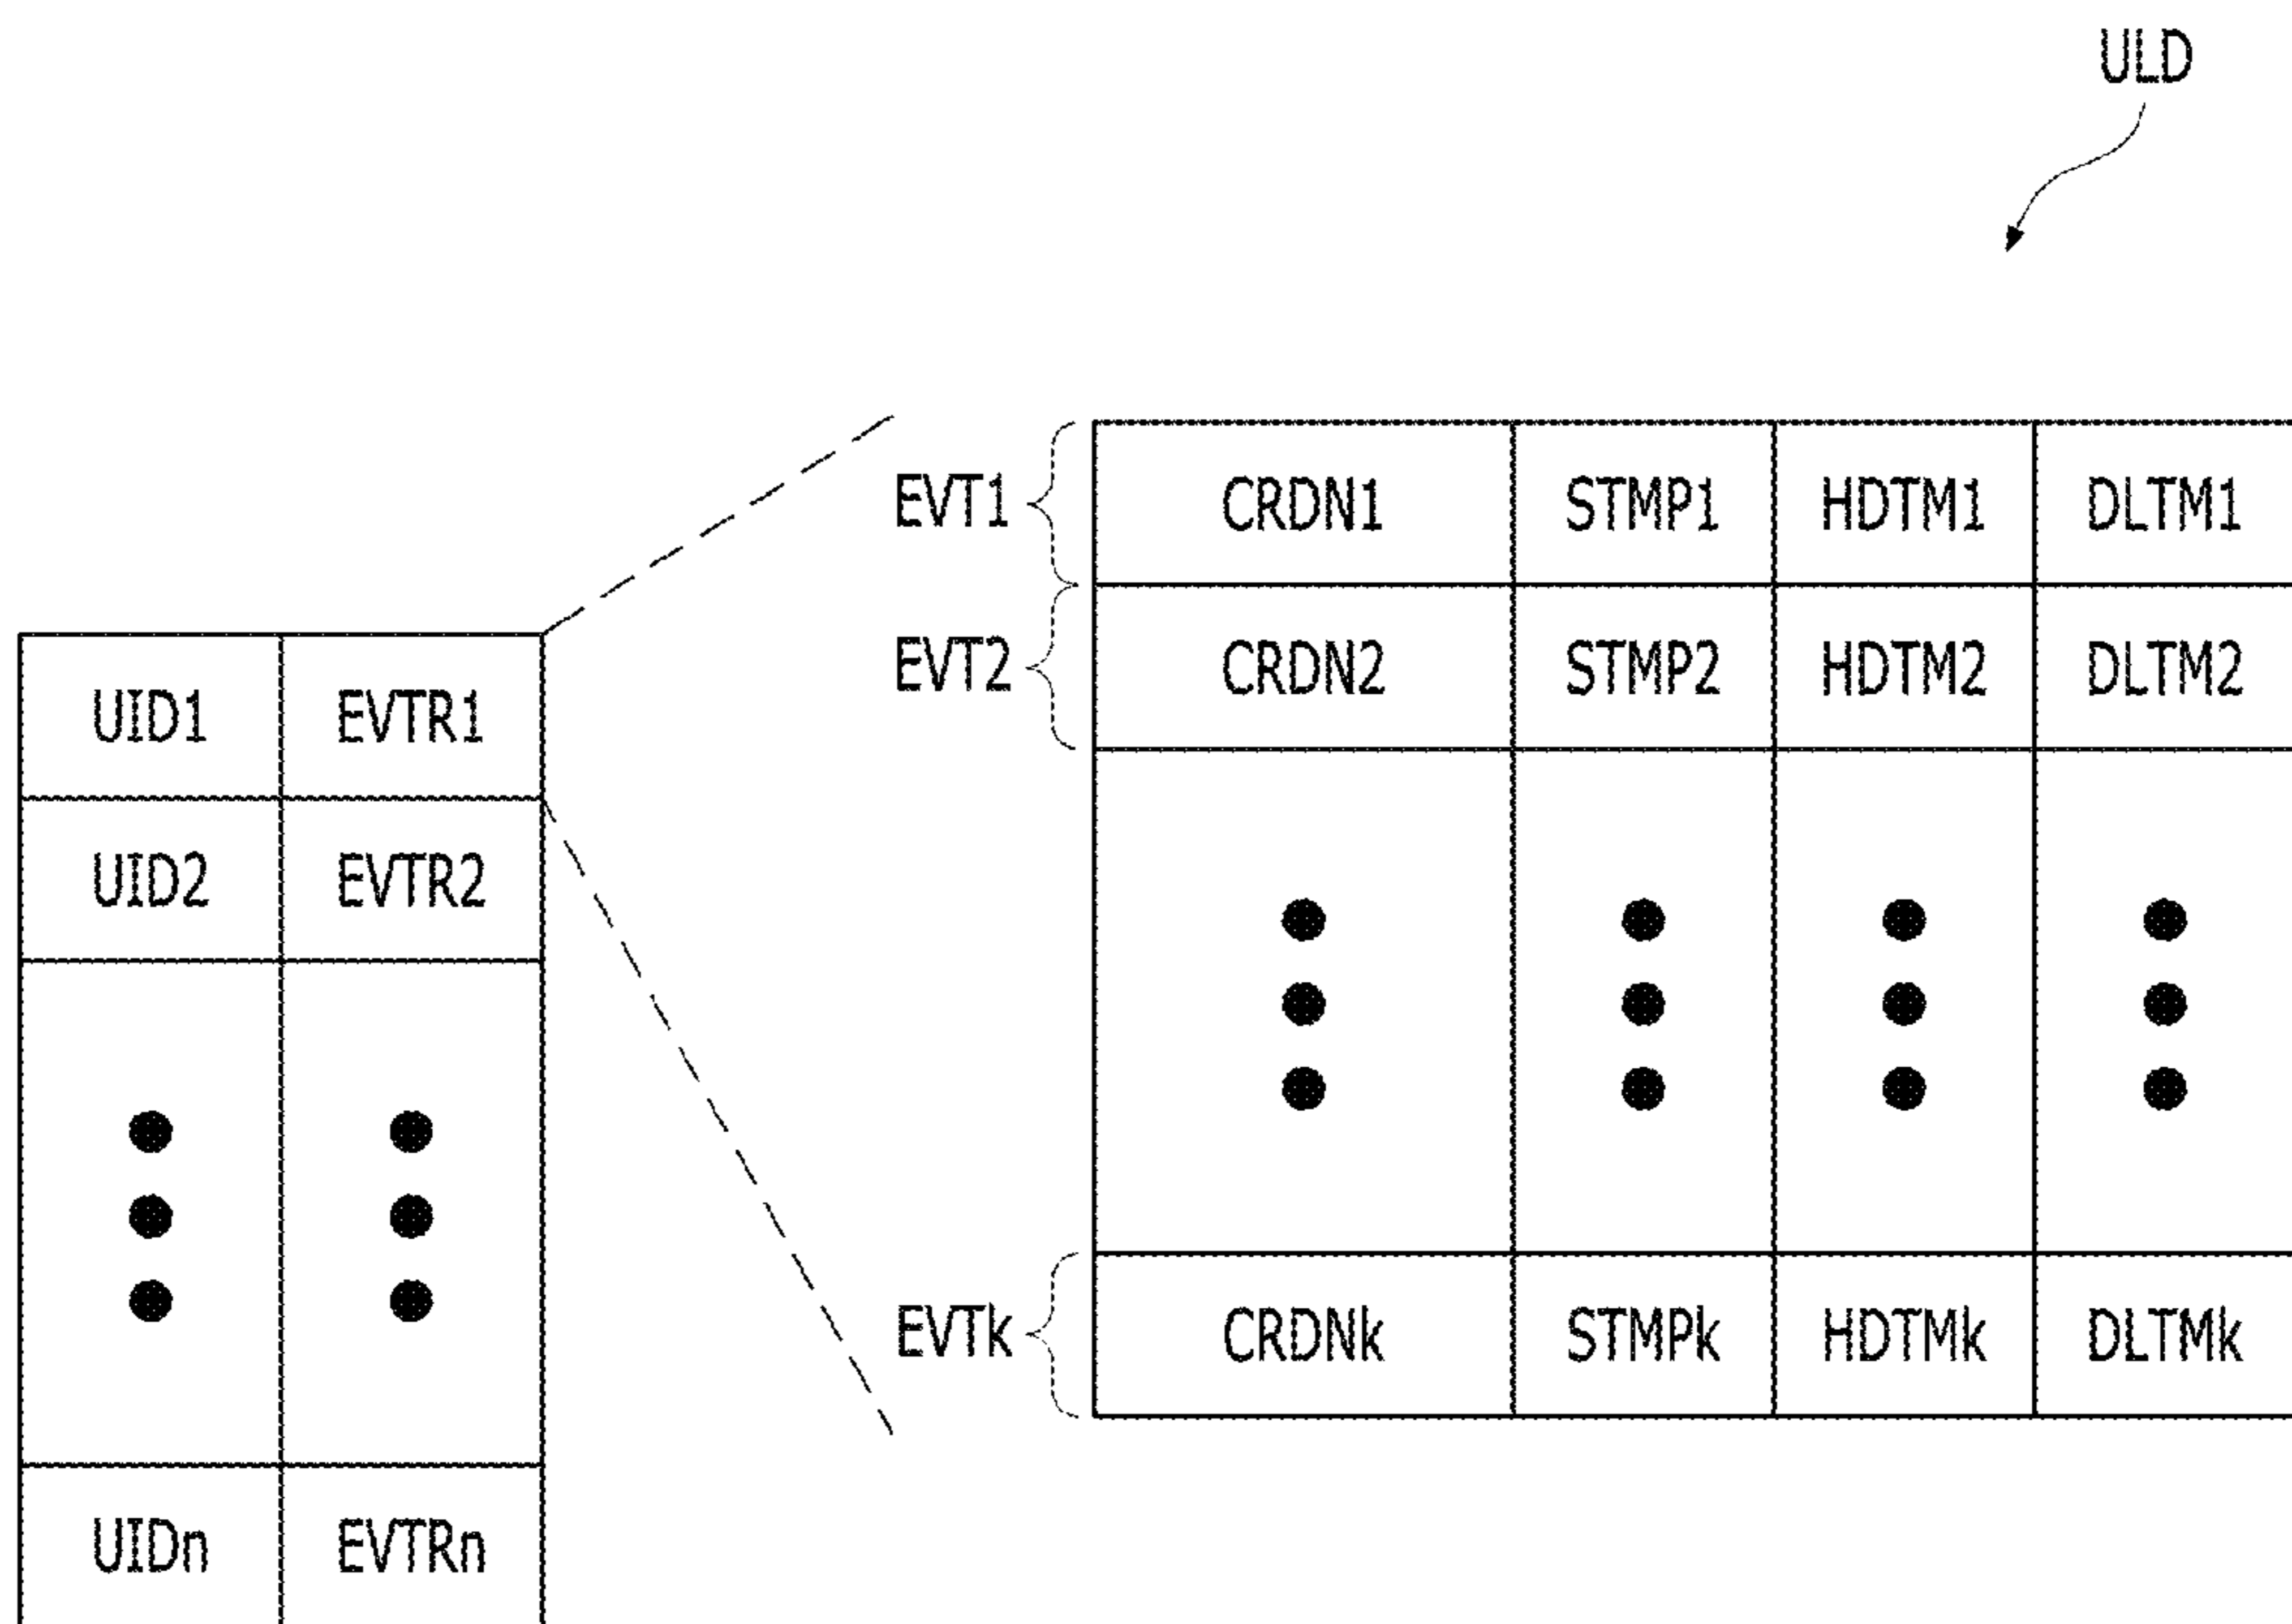 ULD
EVT1 CRDN1 STMP1 HDTM1 DLTM1
EVT2 CRDN2 STMP2 HDTM2 DLTM2
UID1 EVTR1
UID2 EVTR2
EVTk CRDNk STMPk HDTMk DLTMk
UIDn EVTRn